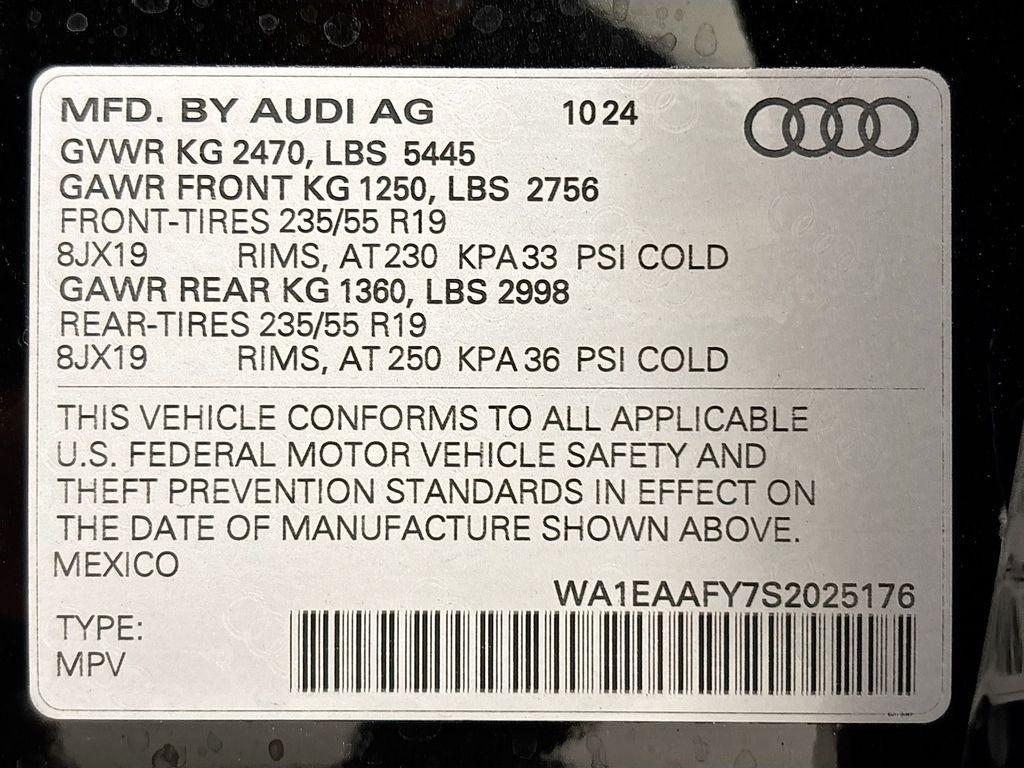 MFD. BY AUDI AG 10 24
GVWR KG 2470, LBS 5445
GAWR FRONT KG 1250, LBS 2756
FRONT-TIRES 235/55 R19
8JX19 RIMS, AT 230 KPA 33 PSI COLD
GAWR REAR KG 1360, LBS 2998
REAR-TIRES 235/55 R19
8JX19 RIMS, AT 250 KPA 36 PSI COLD
THIS VEHICLE CONFORMS TO ALL APPLICABLE
U.S. FEDERAL MOTOR VEHICLE SAFETY AND
THEFT PREVENTION STANDARDS IN EFFECT ON
THE DATE OF MANUFACTURE SHOWN ABOVE.
MEXICO
WA1EAAFY7S2025176
TYPE:
MPV